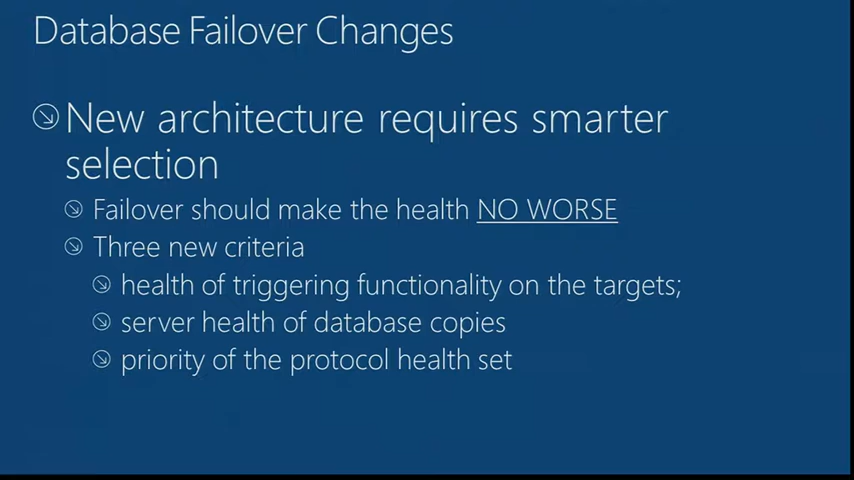 Database Failover Changes
New architecture requires smarter
selection
Failover should make the health NO WORSE
Three new criteria
health of triggering functionality on the targets;
server health of database copies
priority of the protocol health set